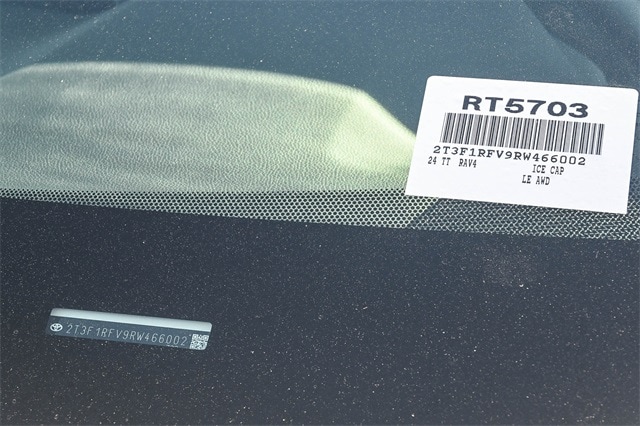 RT5703
2T3F1RFV9RW466002
24 TT RAV4 ICE CAP
LE AWD
2T3F1RFV9RW466002